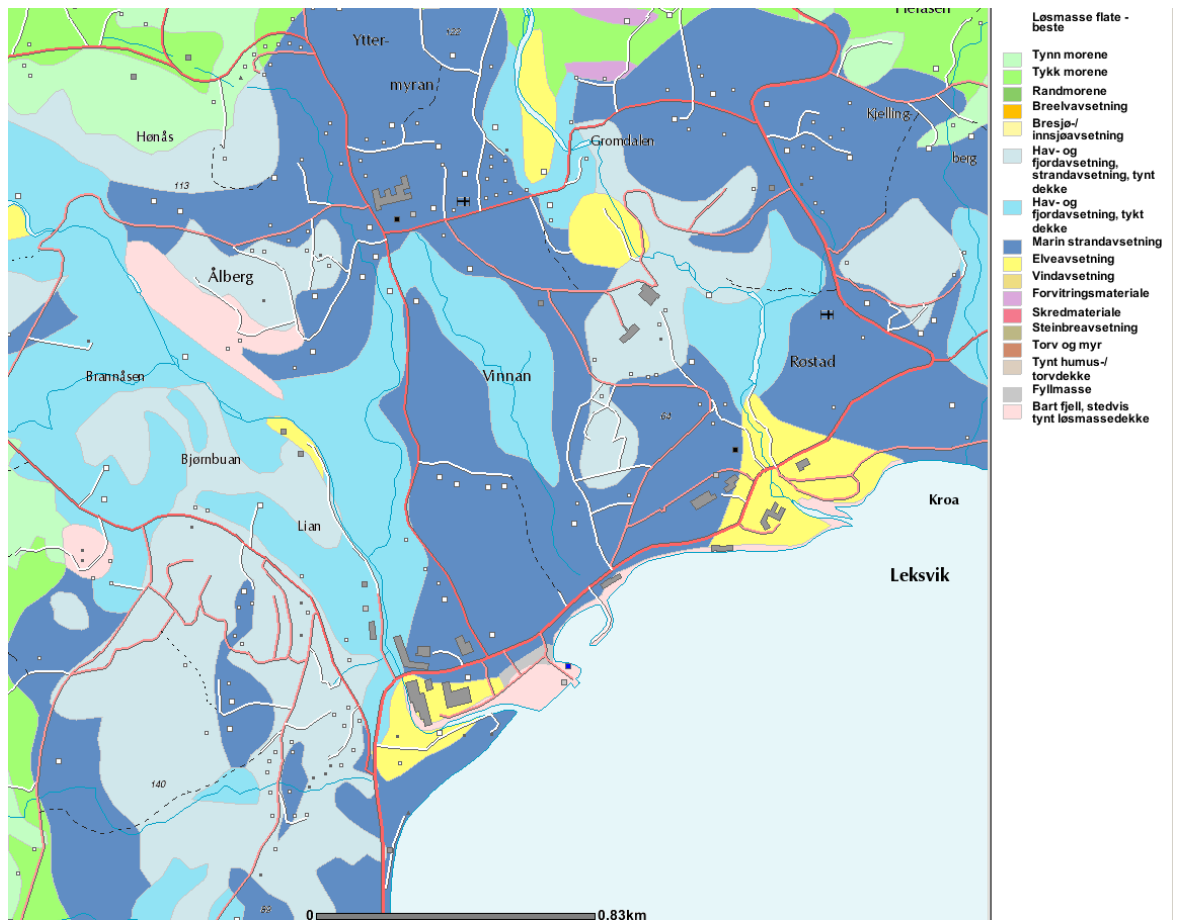 Ytter-
myran
Hønås
113
Gromdalen
Kjelling-
berg
Ålberg
Vinnan
Rostad
Bjørnbuan
Lian
63
Kroa
Leksvik
140
0
0.83km
Løsmasse flate -
beste
Tynn morene
Tykk morene
Randmorene
Breelvavsetning
Bresjø-/
innsjøavsetning
Hav- og
fjordavsetning,
strandavsetning, tynt
dekke
Hav- og
fjordavsetning, tykt
dekke
Marin strandavsetning
Elveavsetning
Vindavsetning
Forvitringsmateriale
Skredmateriale
Steinbreavsetning
Torv og myr
Tynt humus-/
torvdekke
Fyllmasse
Bart fjell, stedvis
tynt løsmassedekke